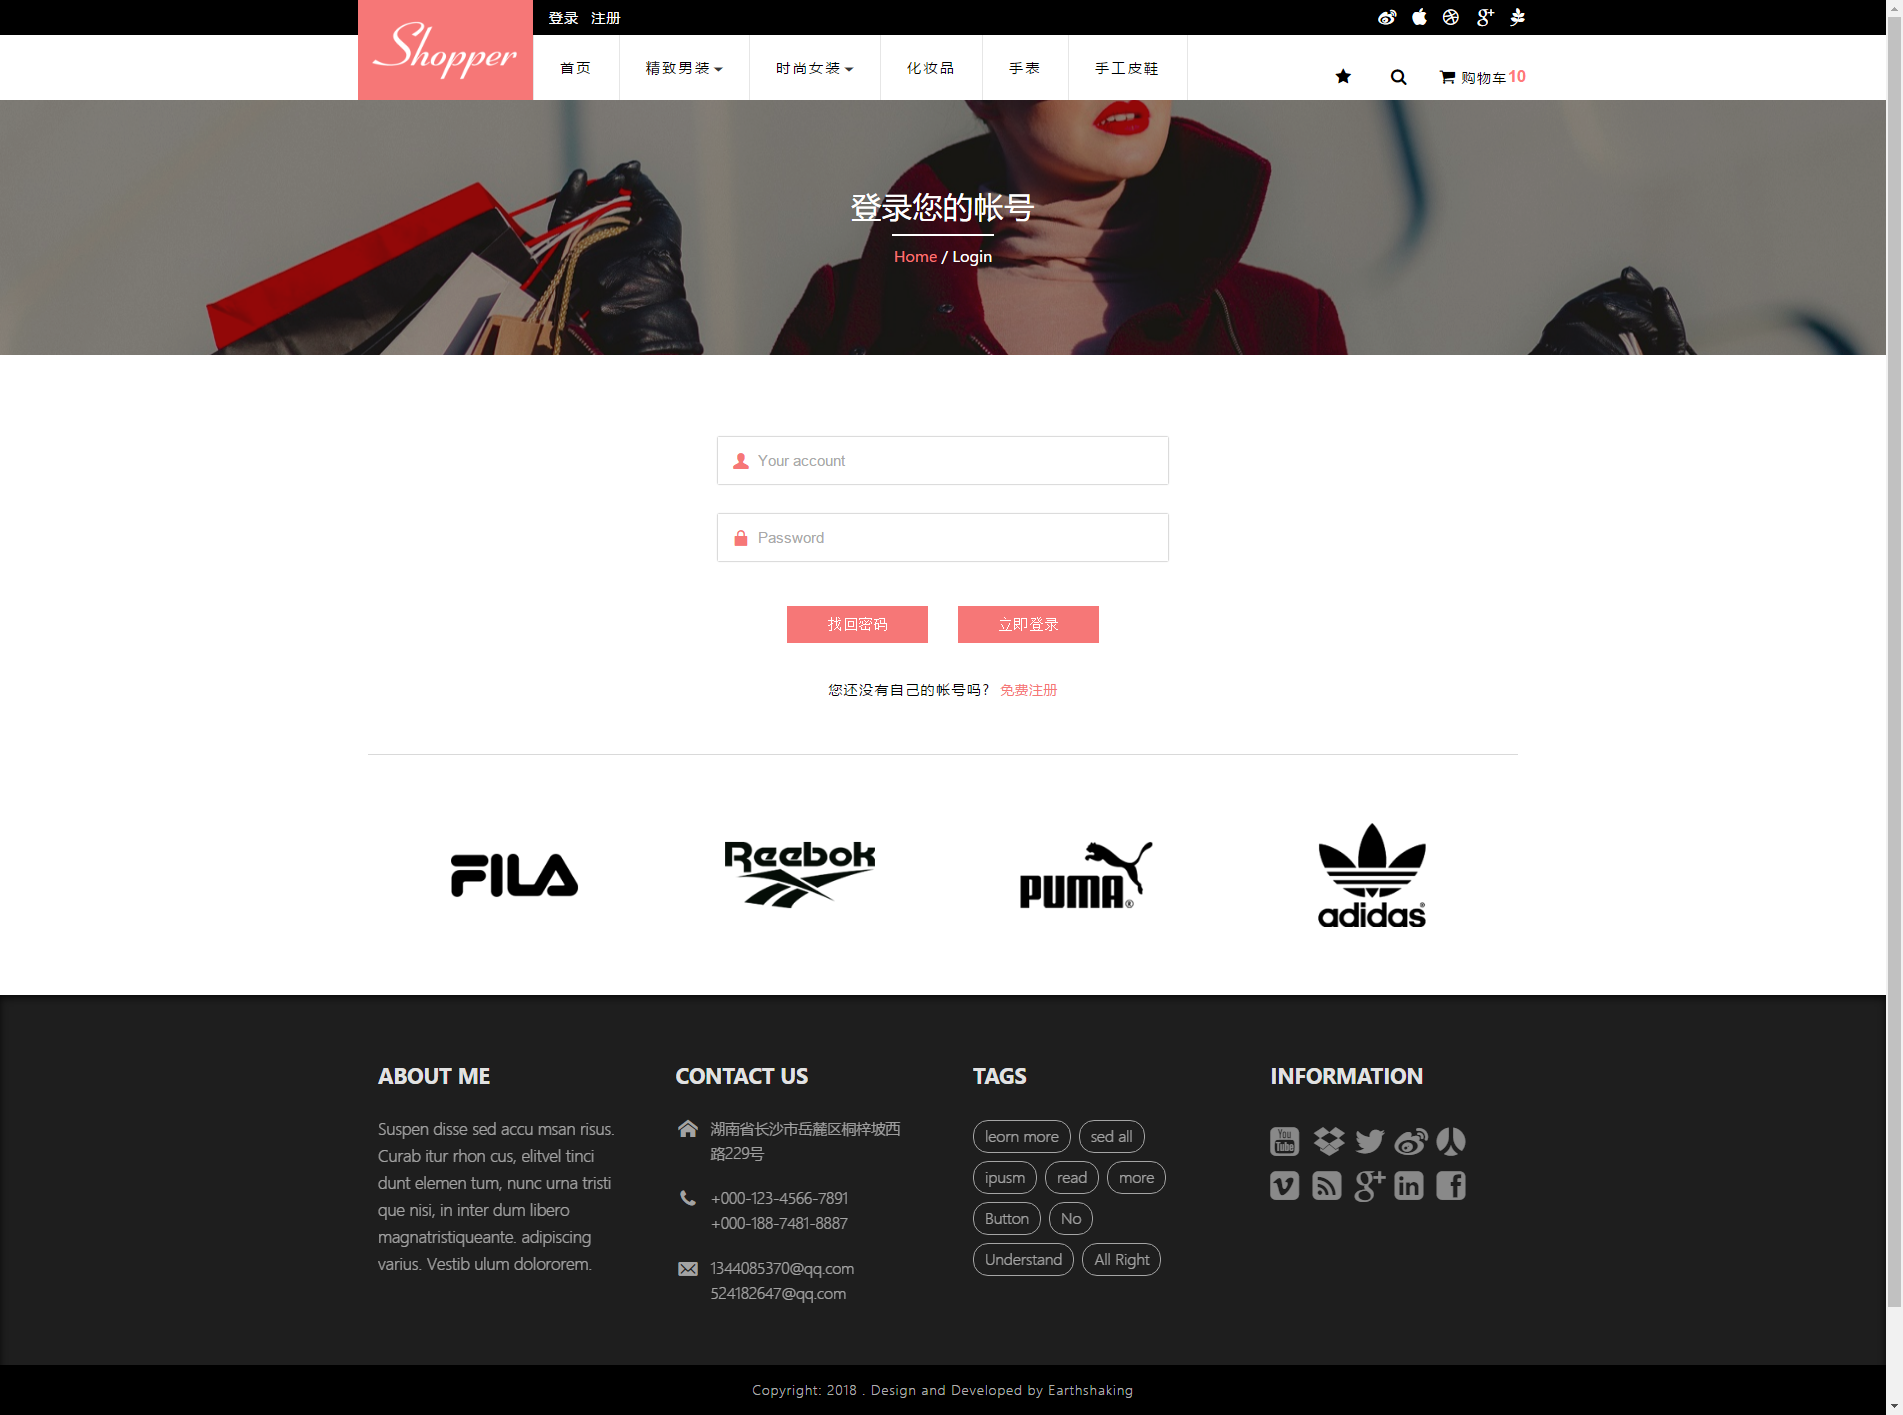 登录 注册
Shopper
首页 精致男装 时尚女装 化妆品 手表 手工皮鞋
购物车10
登录您的帐号
Home / Login
Your account
Password
找回密码 立即登录
您还没有自己的帐号吗? 免费注册
FILA
Reebok
PUMA®
adidas®
ABOUT ME
Suspen disse sed accu msan risus.
Curab itur rhon cus, elitvel tinci
dunt elemen tum, nunc urna tristi
que nisi, in inter dum libero
magnatristiqueante. adipiscing
varius. Vestib ulum dolororem.
CONTACT US
湖南省长沙市岳麓区桐梓坡西
路229号
+000-123-4566-7891
+000-188-7481-8887
1344085370@qq.com
524182647@qq.com
TAGS
leorn more sed all
ipusm read more
Button No
Understand All Right
INFORMATION
You
Tube
Copyright: 2018 . Design and Developed by Earthshaking